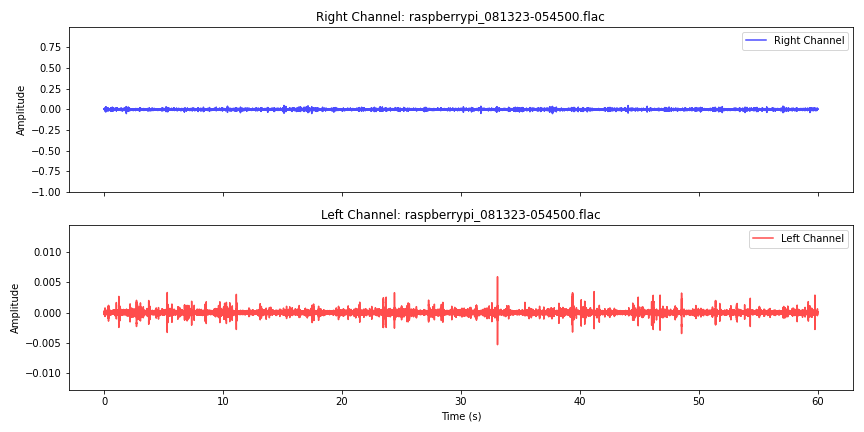 Right Channel: raspberrypi_081323-054500.flac
Right Channel
0.75
0.50
0.25
0.00
−0.25
−0.50
−0.75
−1.00
Amplitude
Left Channel: raspberrypi_081323-054500.flac
Left Channel
0.010
0.005
0.000
−0.005
−0.010
Amplitude
0 10 20 30 40 50 60
Time (s)